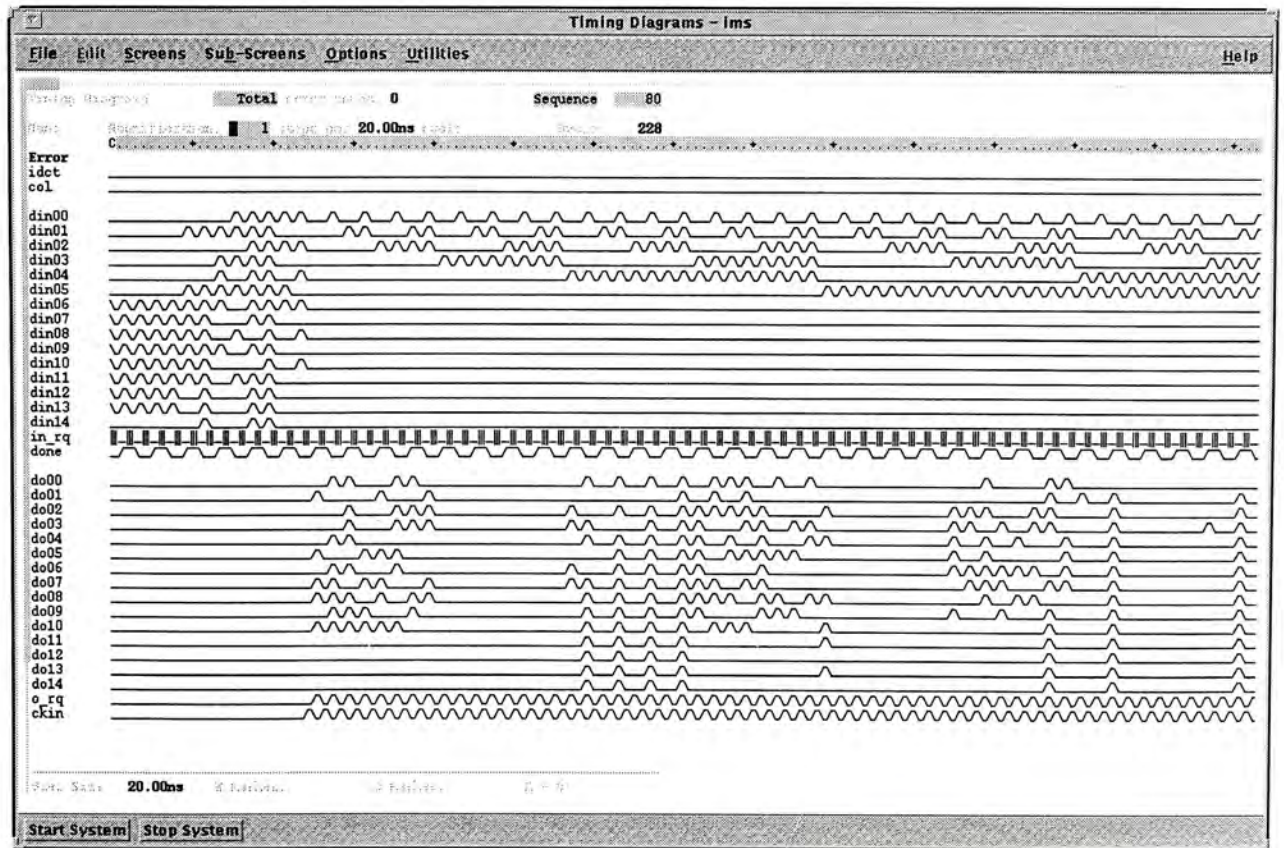 Timing Diagrams - ims
File Edit Screens Sub-Screens Options Utilities Help
Total 0 Sequence 80
1 20.00ns 228
C
Error
idct
col
din00
din01
din02
din03
din04
din05
din06
din07
din08
din09
din10
din11
din12
din13
din14
in_rq
done
do00
do01
do02
do03
do04
do05
do06
do07
do08
do09
do10
do11
do12
do13
do14
o_rq
ckin
20.00ns
Start System Stop System